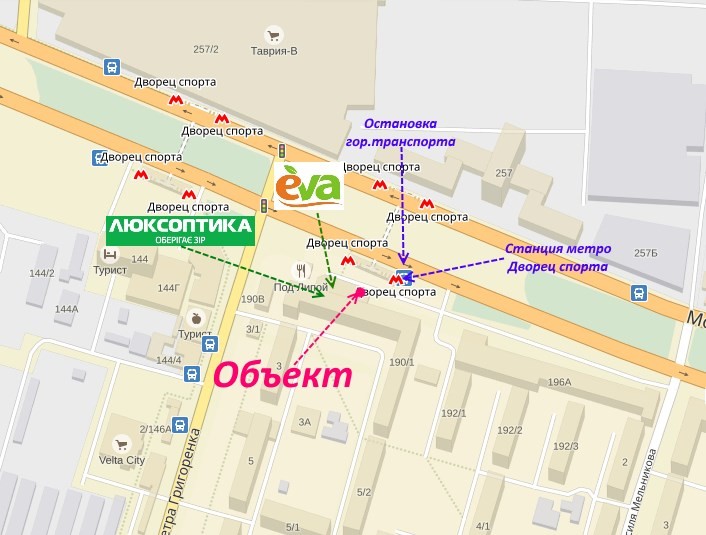 Таврия-В
257/2
Дворец спорта
Дворец спорта
Остановка
гор.транспорта
Дворец спорта
Дворец спорта
ева
Дворец спорта
Дворец спорта
ЛЮКСОПТИКА
ОБЕРІГАЄ ЗІР
Дворец спорта
Станция метро
Дворец спорта
257Б
144/2
Турист
144
144Г
144А
Под Липой
190В
Дворец спорта
Мо
Турист
3/1
144/4
Объект
3
190/1
196А
3А
192/1
192/2
192/3
2/146А
Velta City
5
5/2
2
4/1
5/1
етра Григоренка
силя Мельникова